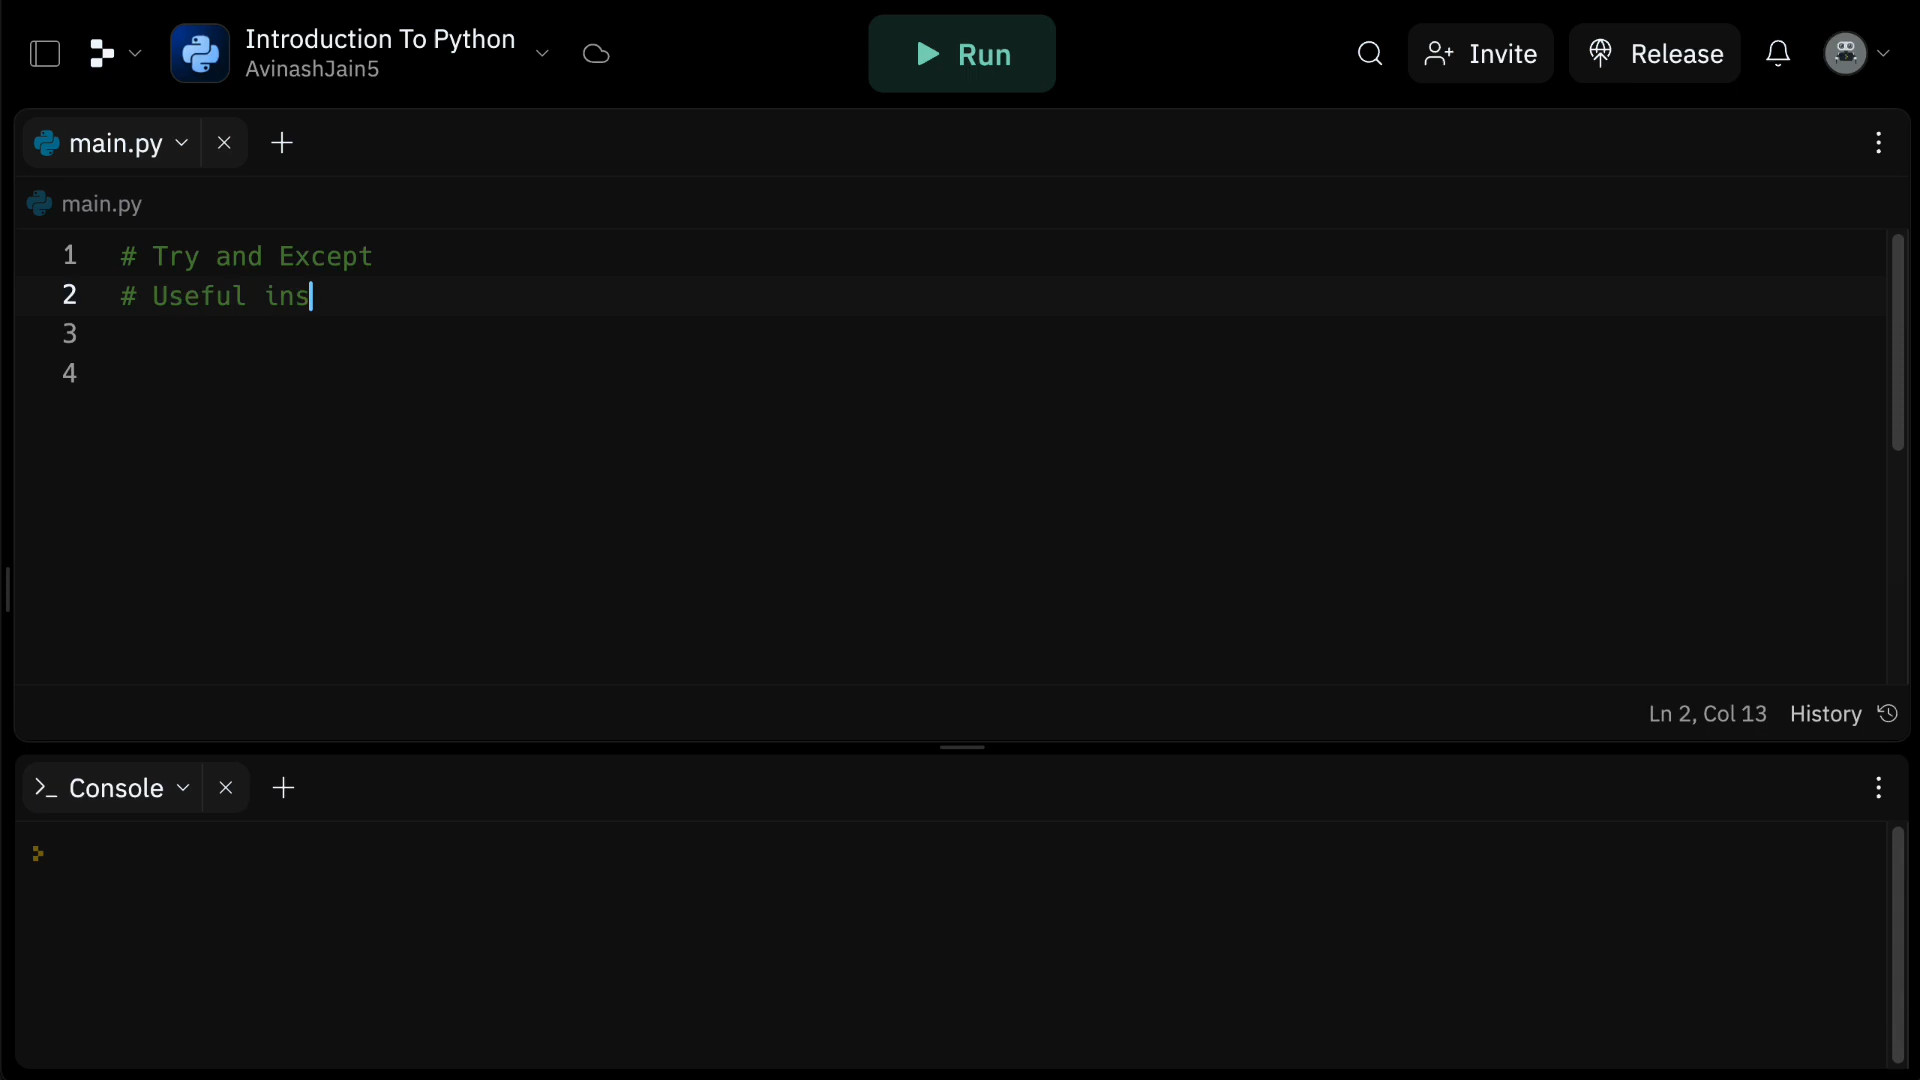 Introduction To Python
AvinashJain5
Run
Invite
Release
main.py
main.py
1 # Try and Except
2 # Useful ins
3
4
Ln 2, Col 13 History
Console